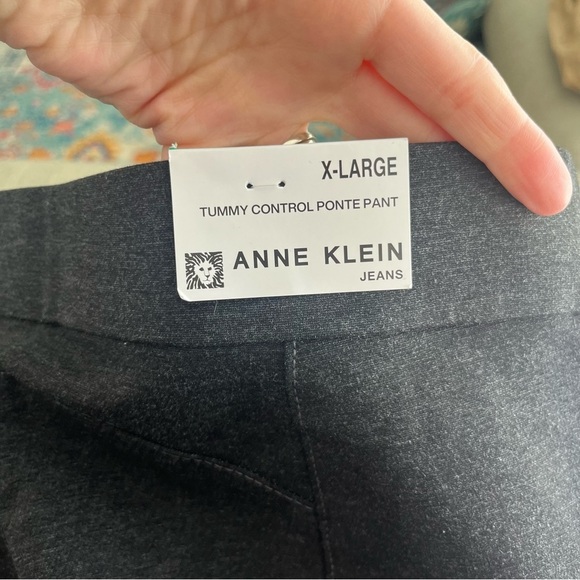 X-LARGE
TUMMY CONTROL PONTE PANT
ANNE KLEIN
JEANS